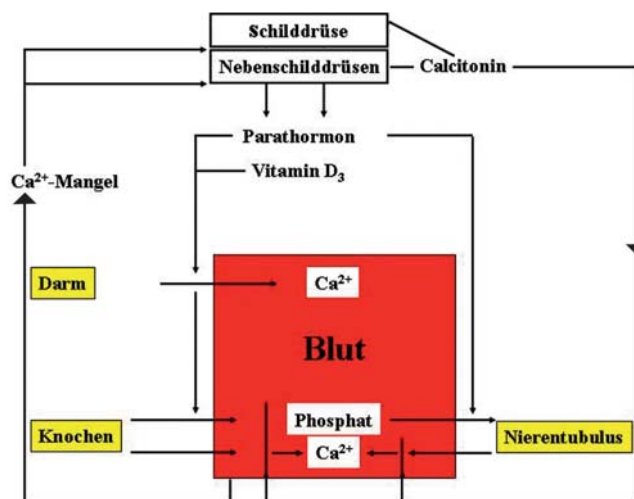 Schilddrüse
Nebenschilddrüsen
Calcitonin
Parathormon
Vitamin D₃
Ca²⁺-Mangel
Darm
Ca²⁺
Blut
Phosphat
Knochen
Nierentubulus
Ca²⁺